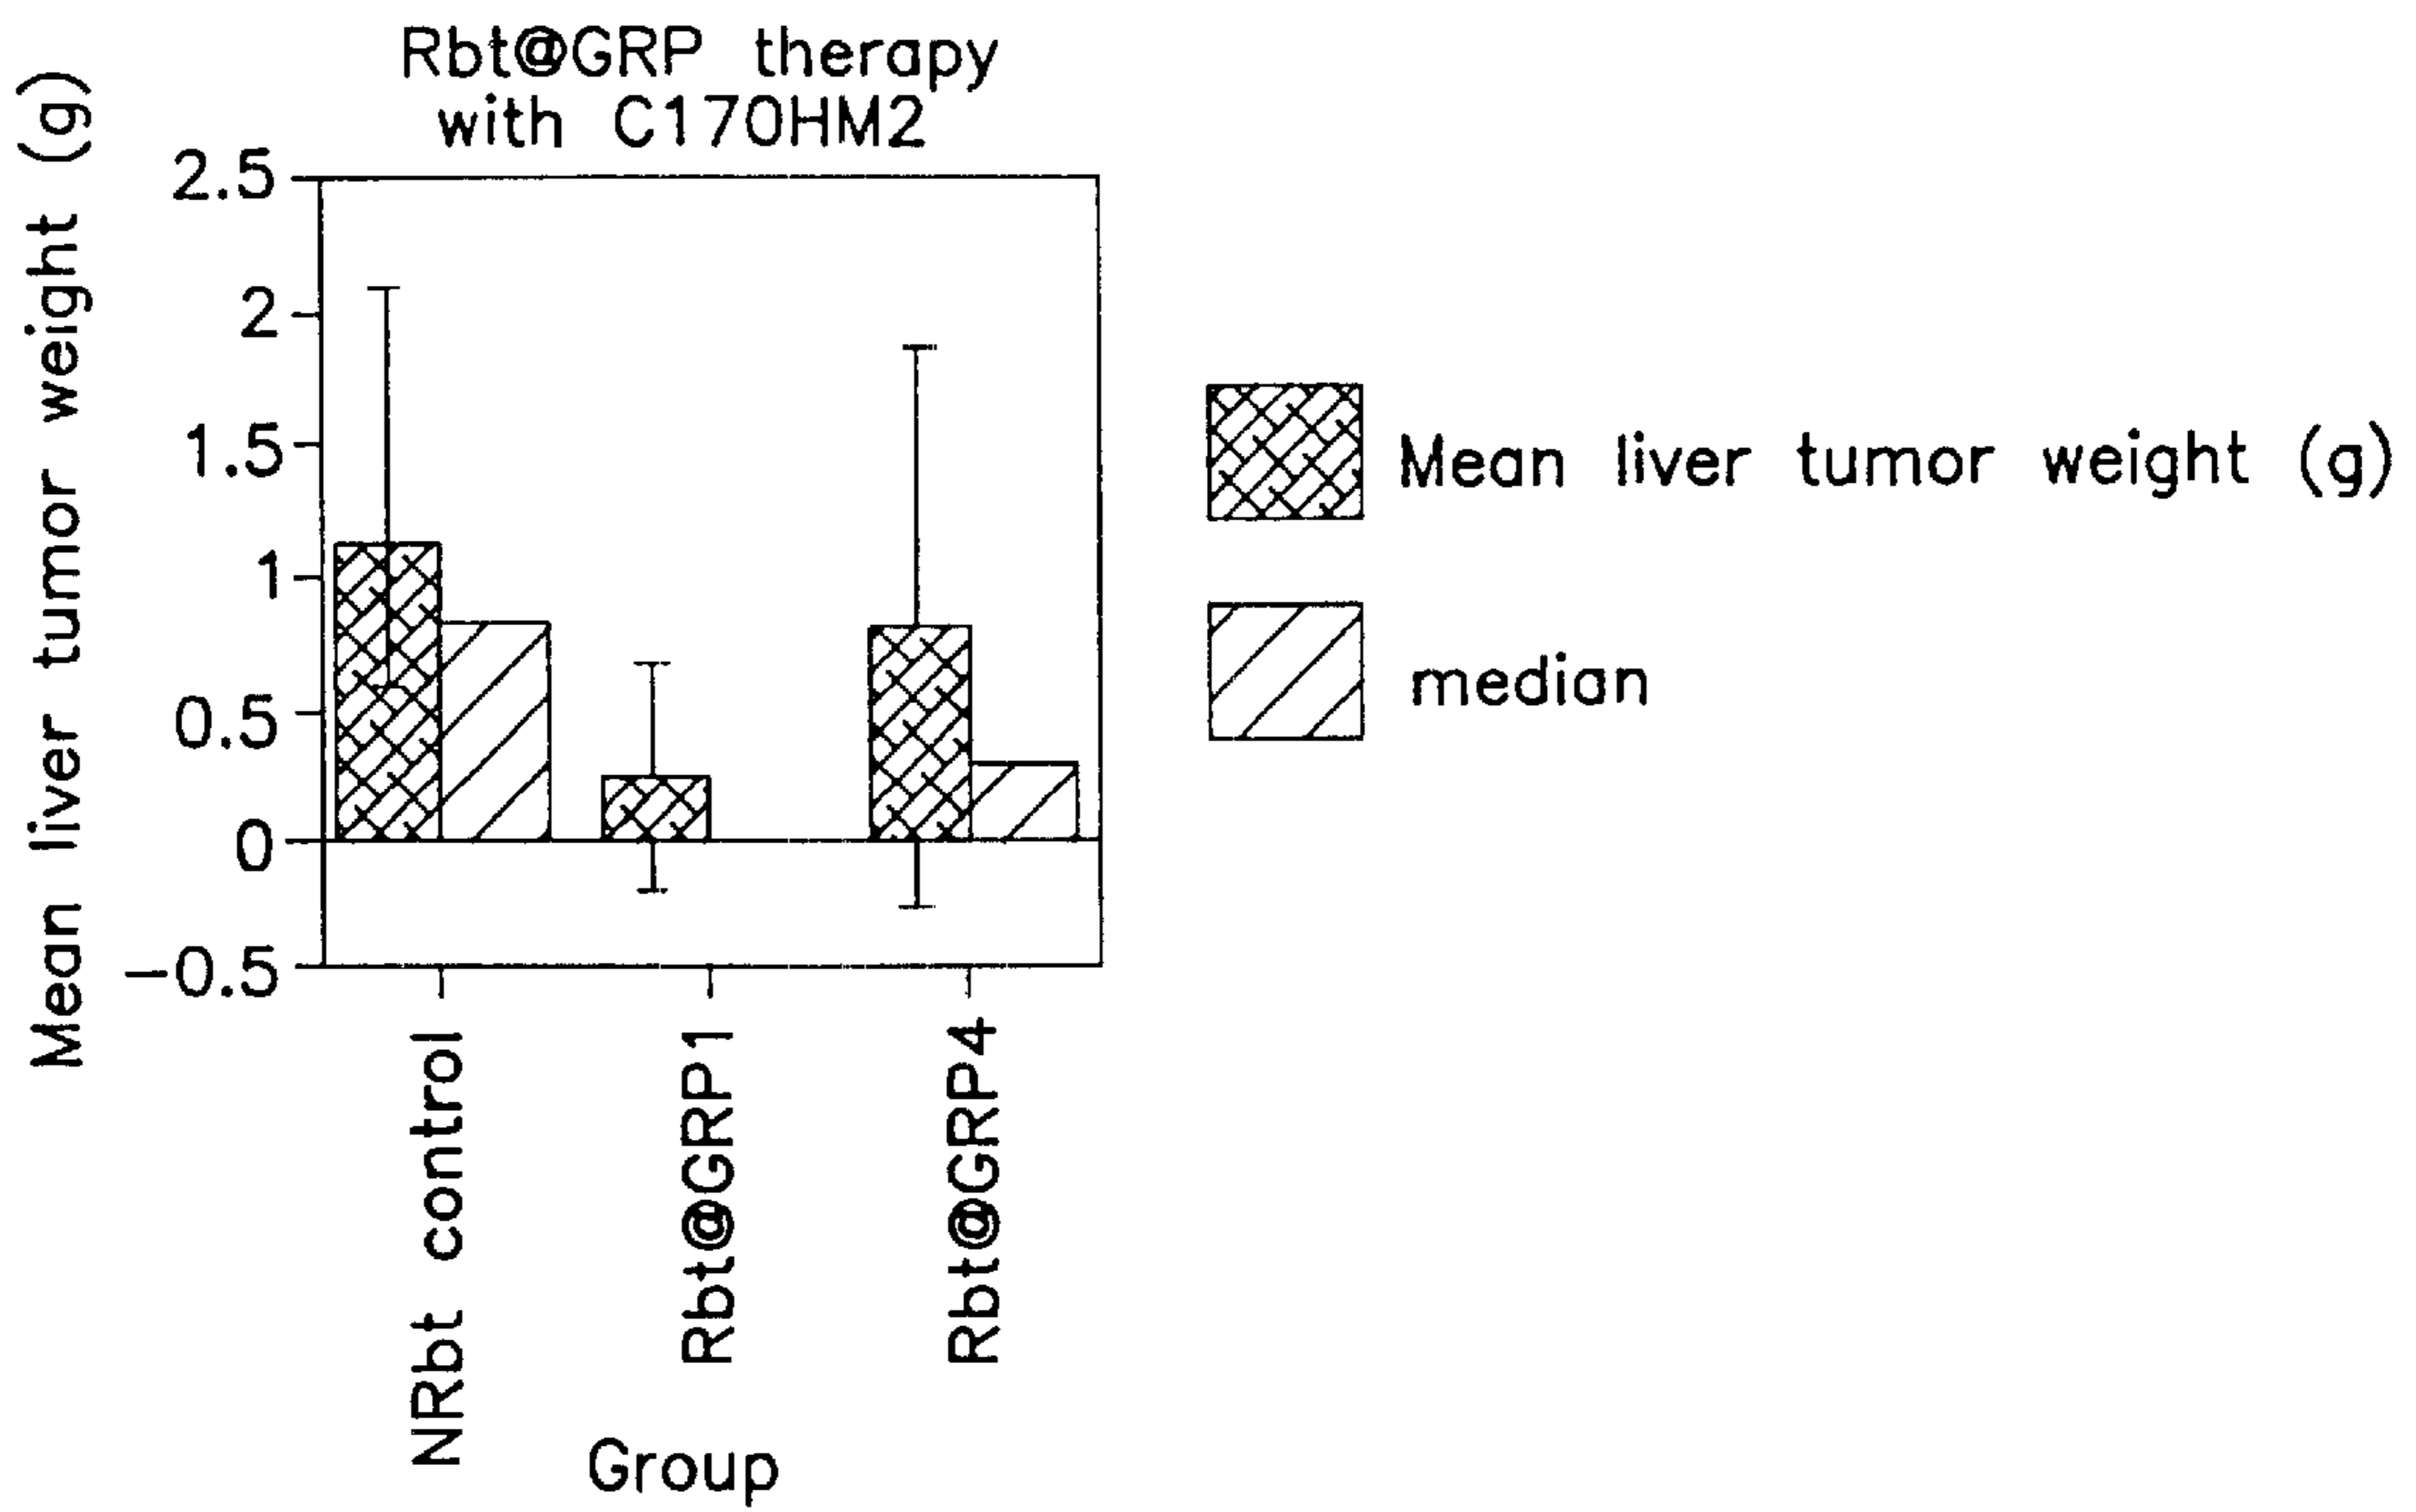 Rbt@GRP therapy
with C170HM2
Mean liver tumor weight (g)
2.5
2
1.5
1
0.5
0
-0.5
NRbt control
Rbt@GRP1
Rbt@GRP4
Group
Mean liver tumor weight (g)
median